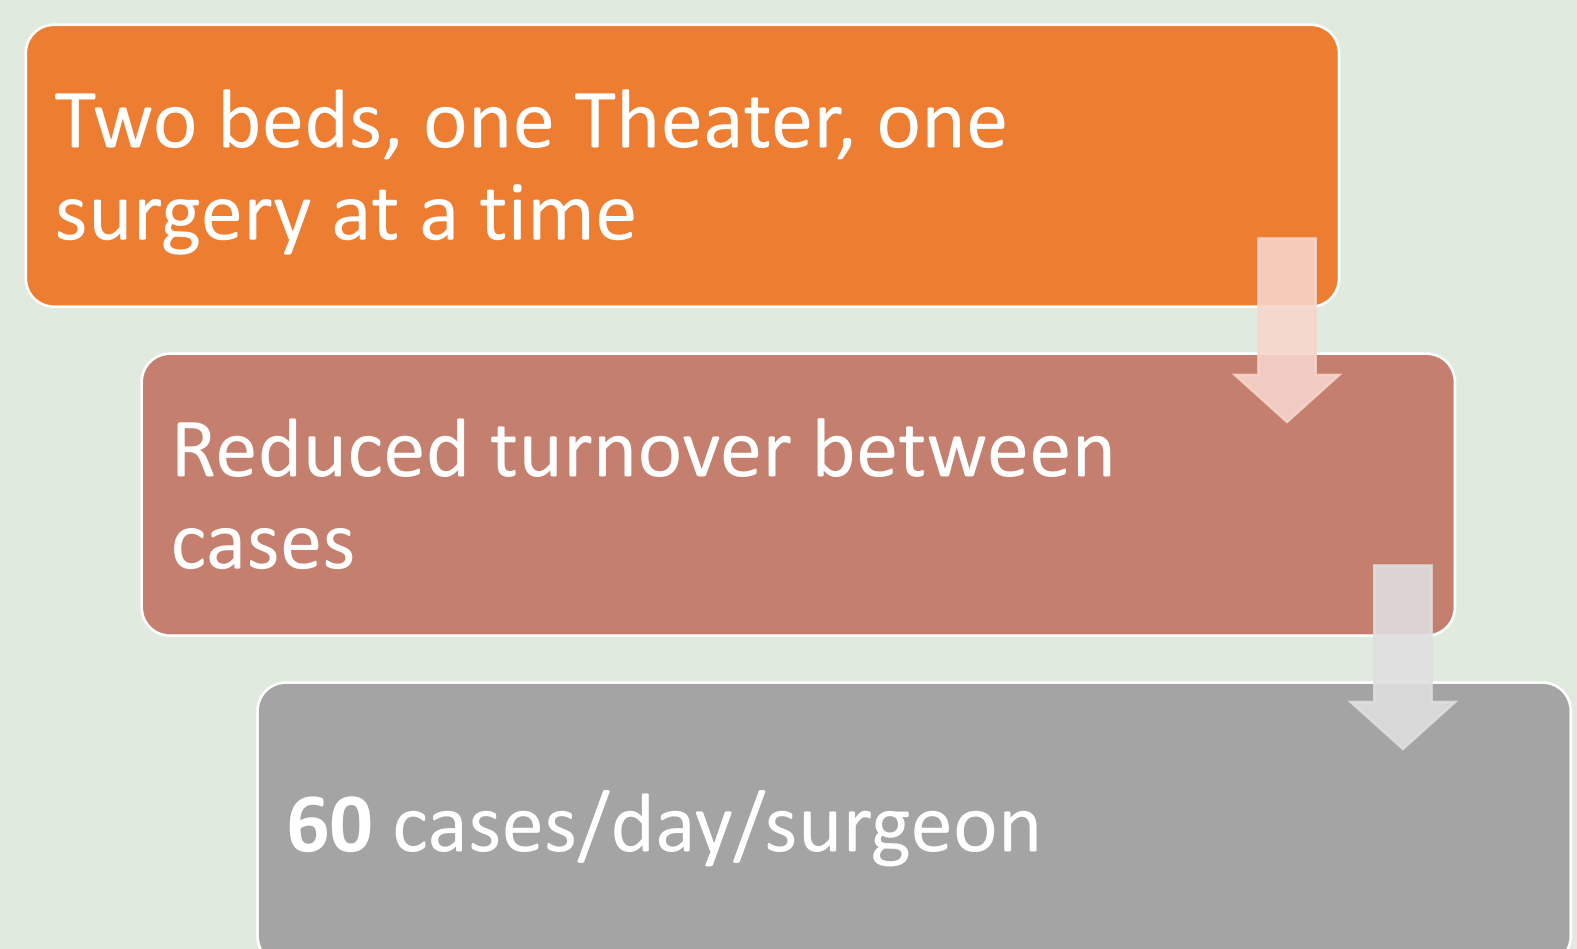 Two beds, one Theater, one
surgery at a time
Reduced turnover between
cases
60 cases/day/surgeon